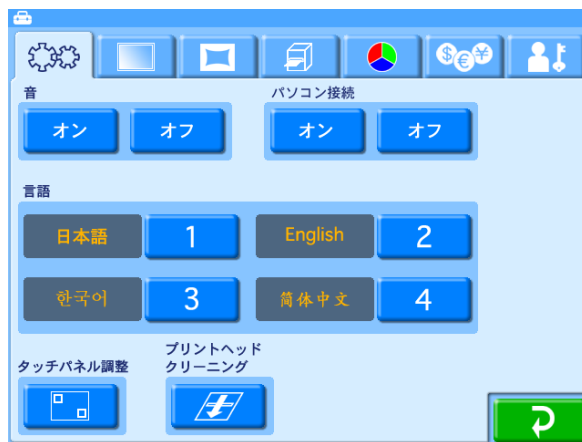 $€¥
音
パソコン接続
オン
オフ
オン
オフ
言語
日本語
1
English
2
한국어
3
简体中文
4
タッチパネル調整
プリントヘッド
クリーニング